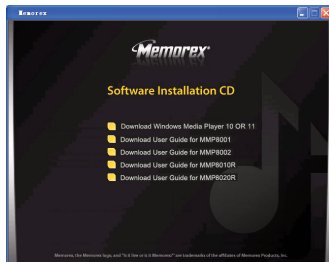 Memorex
Memorex
Software Installation CD
Download Windows Media Player 10 OR 11
Download User Guide for MMP8001
Download User Guide for MMP8002
Download User Guide for MMP8010R
Download User Guide for MMP8020R
Memorex, the Memorex logo, and "Is it live or is it Memorex?" are trademarks of the affiliates of Memorex Products, Inc.